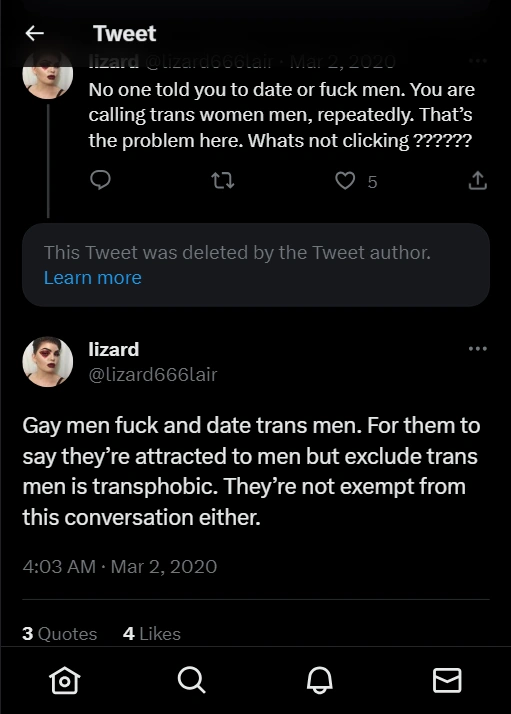 Tweet
lizard @lizard666lair · Mar 2, 2020
No one told you to date or fuck men. You are
calling trans women men, repeatedly. That's
the problem here. Whats not clicking ??????
5
This Tweet was deleted by the Tweet author.
Learn more
lizard
@lizard666lair
Gay men fuck and date trans men. For them to
say they're attracted to men but exclude trans
men is transphobic. They're not exempt from
this conversation either.
4:03 AM · Mar 2, 2020
3 Quotes 4 Likes